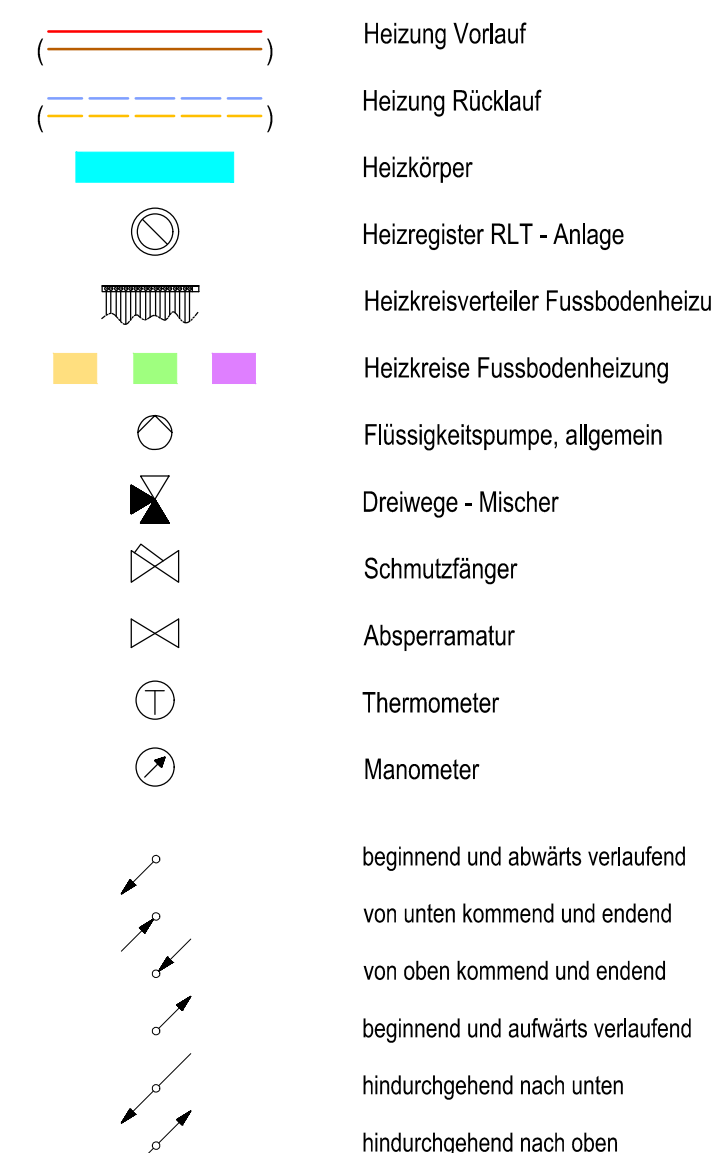 ( ) Heizung Vorlauf
( ) Heizung Rücklauf
Heizkörper
Heizregister RLT - Anlage
Heizkreisverteiler Fussbodenheizu
Heizkreise Fussbodenheizung
Flüssigkeitspumpe, allgemein
Dreiwege - Mischer
Schmutzfänger
Absperramatur
T Thermometer
Manometer
beginnend und abwärts verlaufend
von unten kommend und endend
von oben kommend und endend
beginnend und aufwärts verlaufend
hindurchgehend nach unten
hindurchgehend nach oben